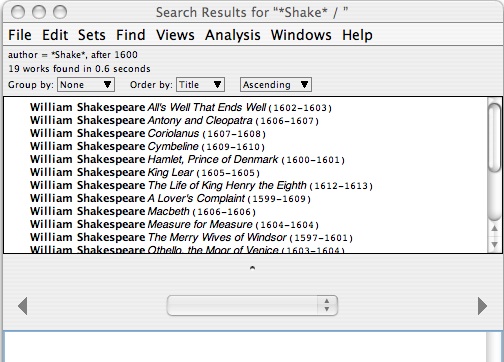 Search Results for "*Shake* / "
File Edit Sets Find Views Analysis Windows Help
author = *Shake*, after 1600
19 works found in 0.6 seconds
Group by: None Order by: Title Ascending
William Shakespeare All's Well That Ends Well (1602-1603)
William Shakespeare Antony and Cleopatra (1606-1607)
William Shakespeare Coriolanus (1607-1608)
William Shakespeare Cymbeline (1609-1610)
William Shakespeare Hamlet, Prince of Denmark (1600-1601)
William Shakespeare King Lear (1605-1605)
William Shakespeare The Life of King Henry the Eighth (1612-1613)
William Shakespeare A Lover's Complaint (1599-1609)
William Shakespeare Macbeth (1606-1606)
William Shakespeare Measure for Measure (1604-1604)
William Shakespeare The Merry Wives of Windsor (1597-1601)
William Shakespeare Othello, the Moor of Venice (1603-1604)